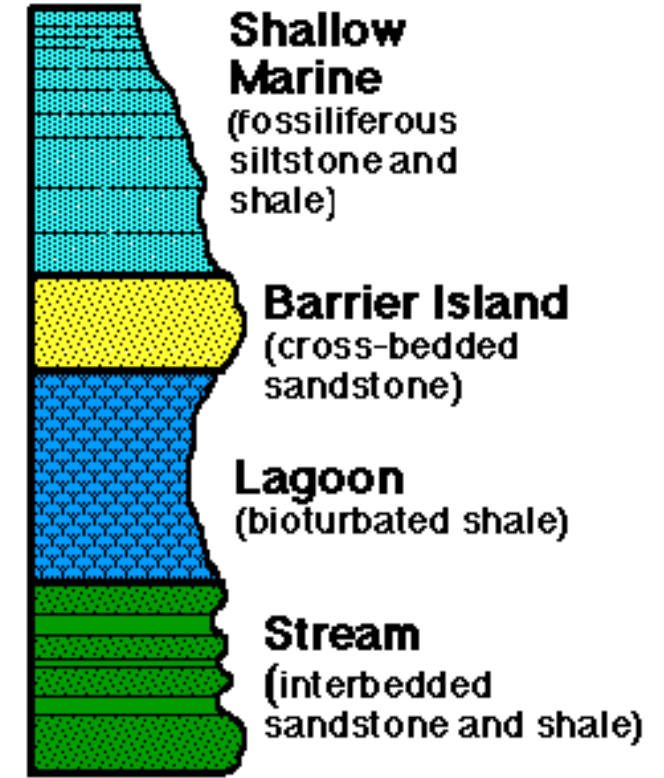 Shallow
Marine
(fossiliferous
siltstone and
shale)
Barrier Island
(cross-bedded
sandstone)
Lagoon
(bioturbated shale)
Stream
(interbedded
sandstone and shale)